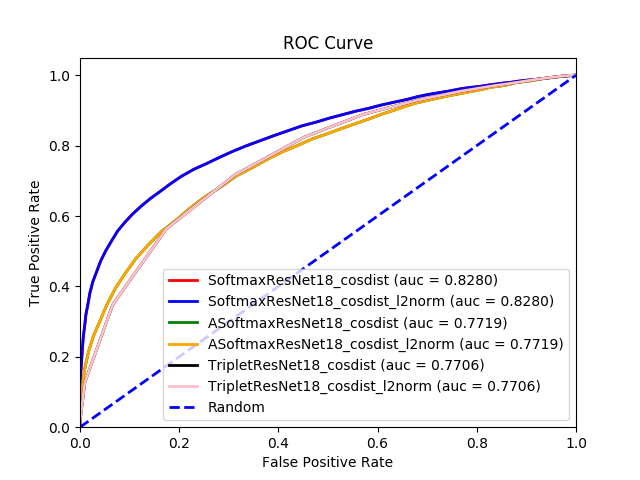 ROC Curve
1.0
0.8
0.6
0.4
0.2
0.0
True Positive Rate
SoftmaxResNet18_cosdist (auc = 0.8280)
SoftmaxResNet18_cosdist_l2norm (auc = 0.8280)
ASoftmaxResNet18_cosdist (auc = 0.7719)
ASoftmaxResNet18_cosdist_l2norm (auc = 0.7719)
TripletResNet18_cosdist (auc = 0.7706)
TripletResNet18_cosdist_l2norm (auc = 0.7706)
Random
0.0 0.2 0.4 0.6 0.8 1.0
False Positive Rate